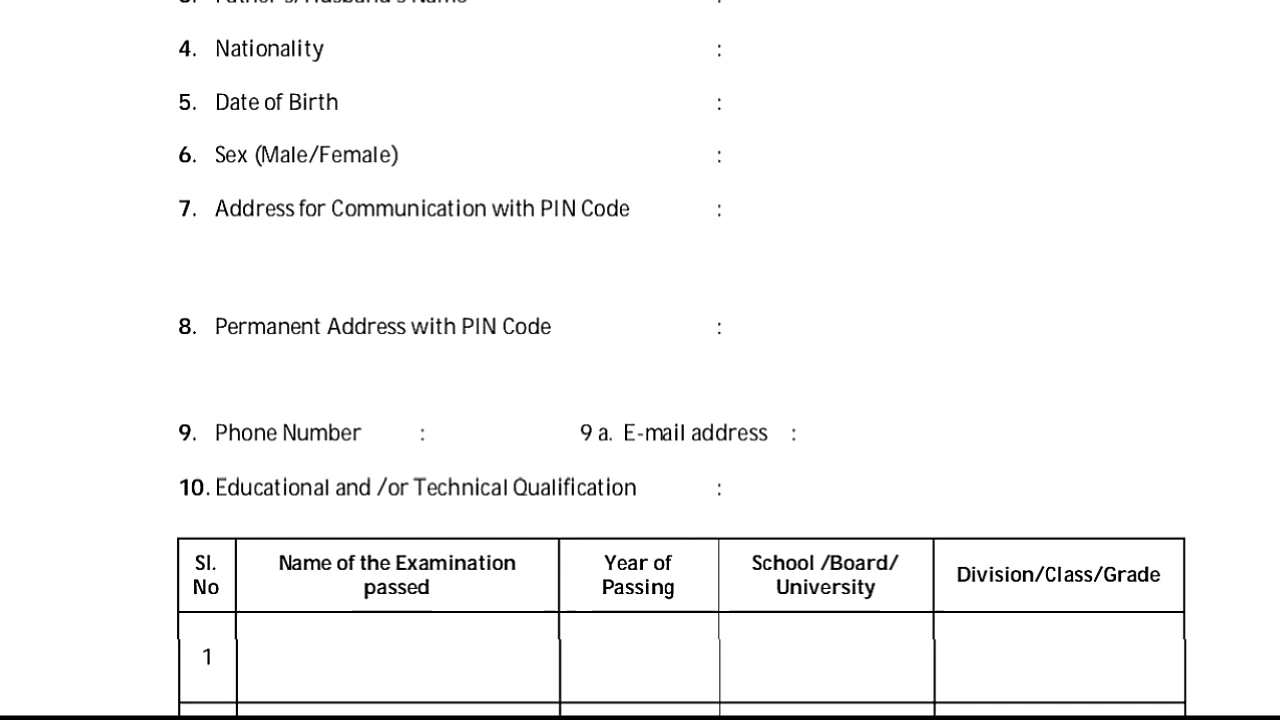 4. Nationality :
5. Date of Birth :
6. Sex (Male/Female) :
7. Address for Communication with PIN Code :
8. Permanent Address with PIN Code :
9. Phone Number : 9 a. E-mail address :
10. Educational and /or Technical Qualification :
Sl. No Name of the Examination passed Year of Passing School /Board/ University Division/Class/Grade
1